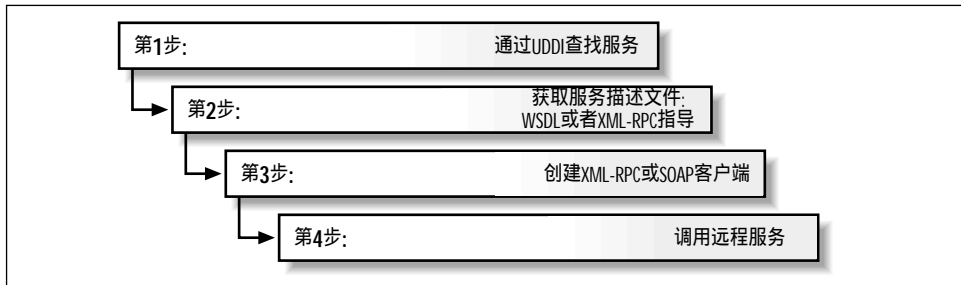 第1步: 通过UDDI查找服务
第2步: 获取服务描述文件:
WSDL或者XML-RPC指导
第3步: 创建XML-RPC或SOAP客户端
第4步: 调用远程服务